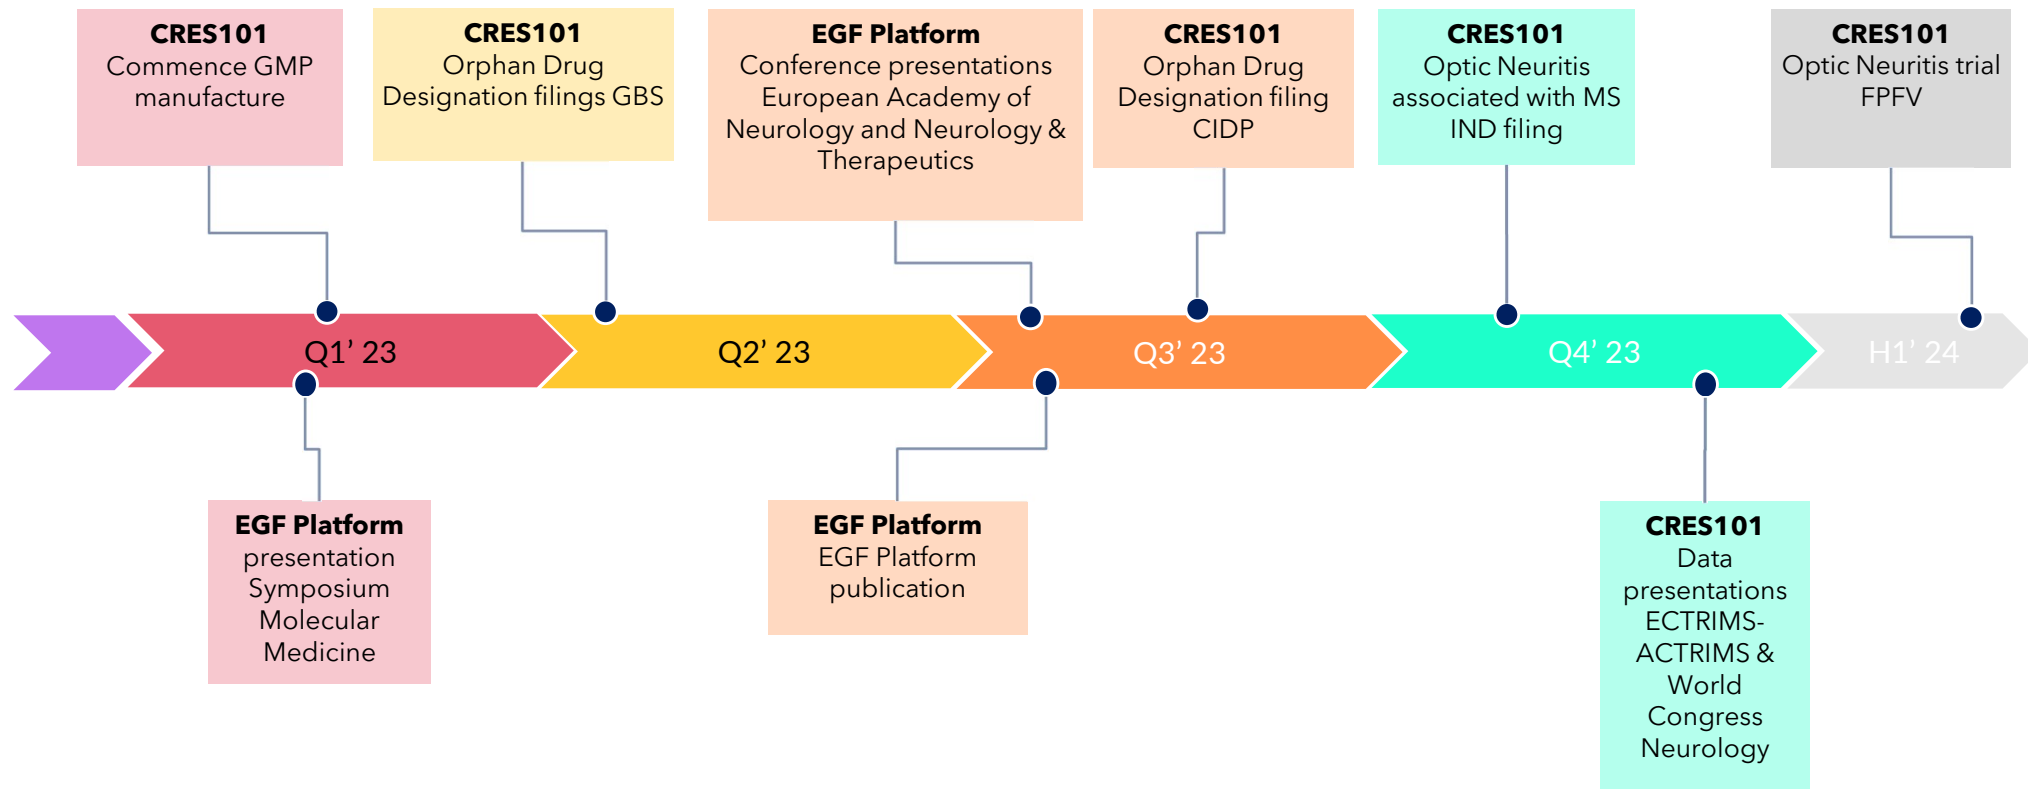 CRES101
Commence GMP
manufacture
CRES101
Orphan Drug
Designation filings GBS
EGF Platform
Conference presentations
European Academy of
Neurology and Neurology &
Therapeutics
CRES101
Orphan Drug
Designation filing
CIDP
CRES101
Optic Neuritis
associated with MS
IND filing
CRES101
Optic Neuritis trial
FPFV
Q1’ 23
Q2’ 23
Q3’ 23
Q4’ 23
H1’ 24
EGF Platform
presentation
Symposium
Molecular
Medicine
EGF Platform
EGF Platform
publication
CRES101
Data
presentations
ECTRIMS-
ACTRIMS &
World
Congress
Neurology